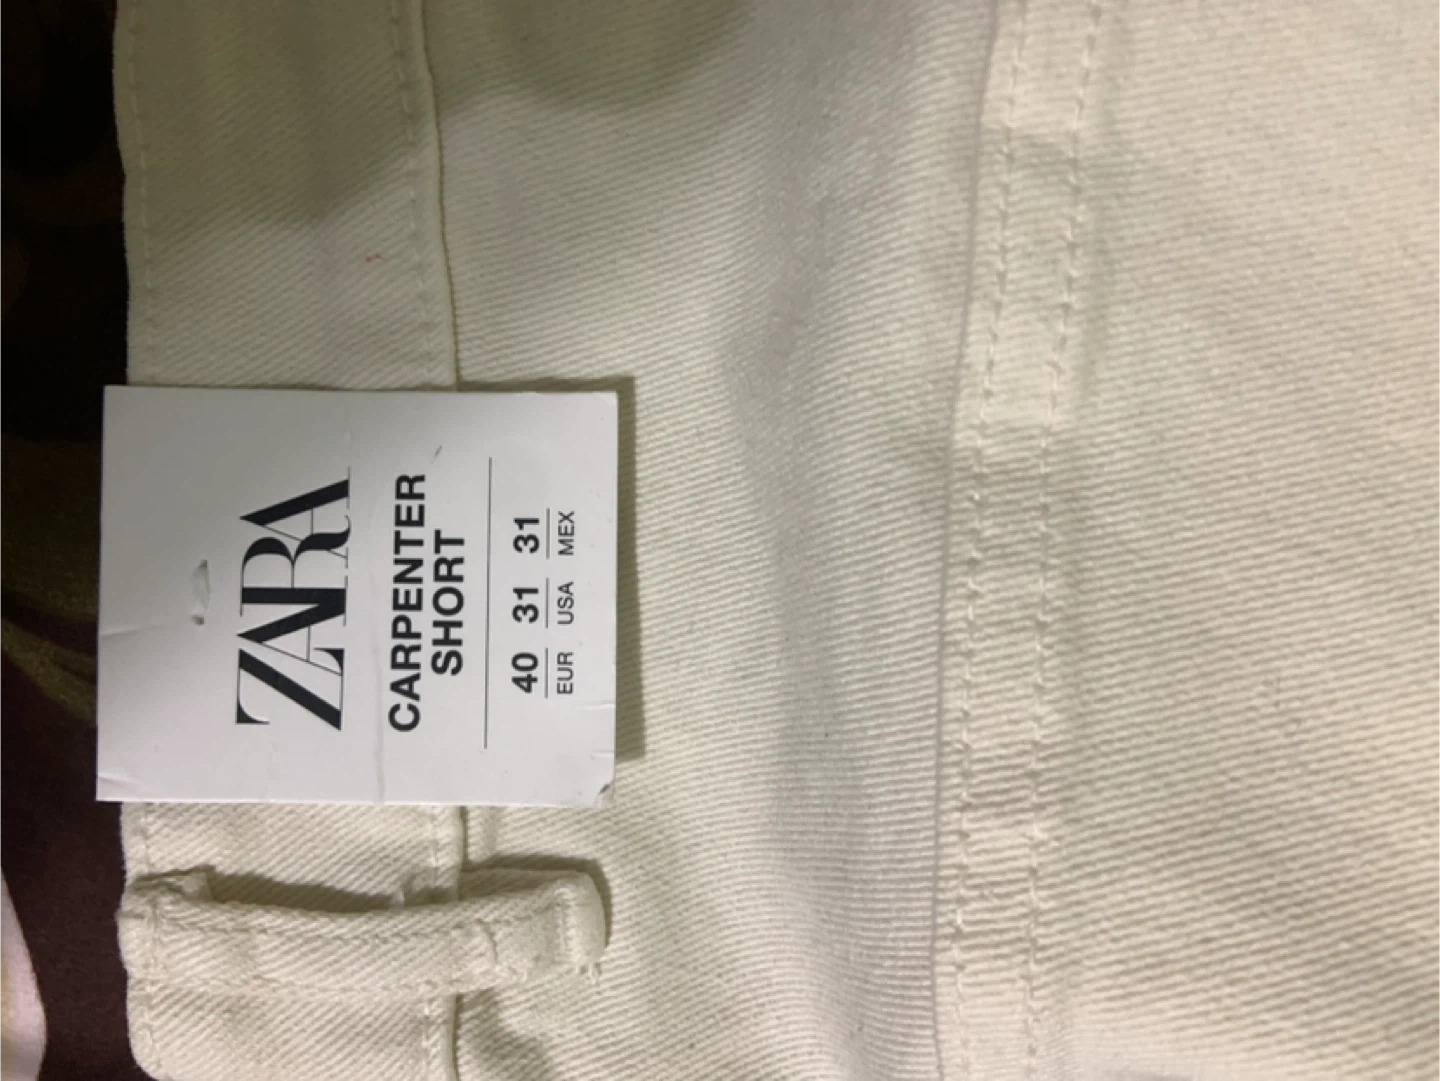 ZARA
CARPENTER
SHORT
40 31 31
EUR USA MEX